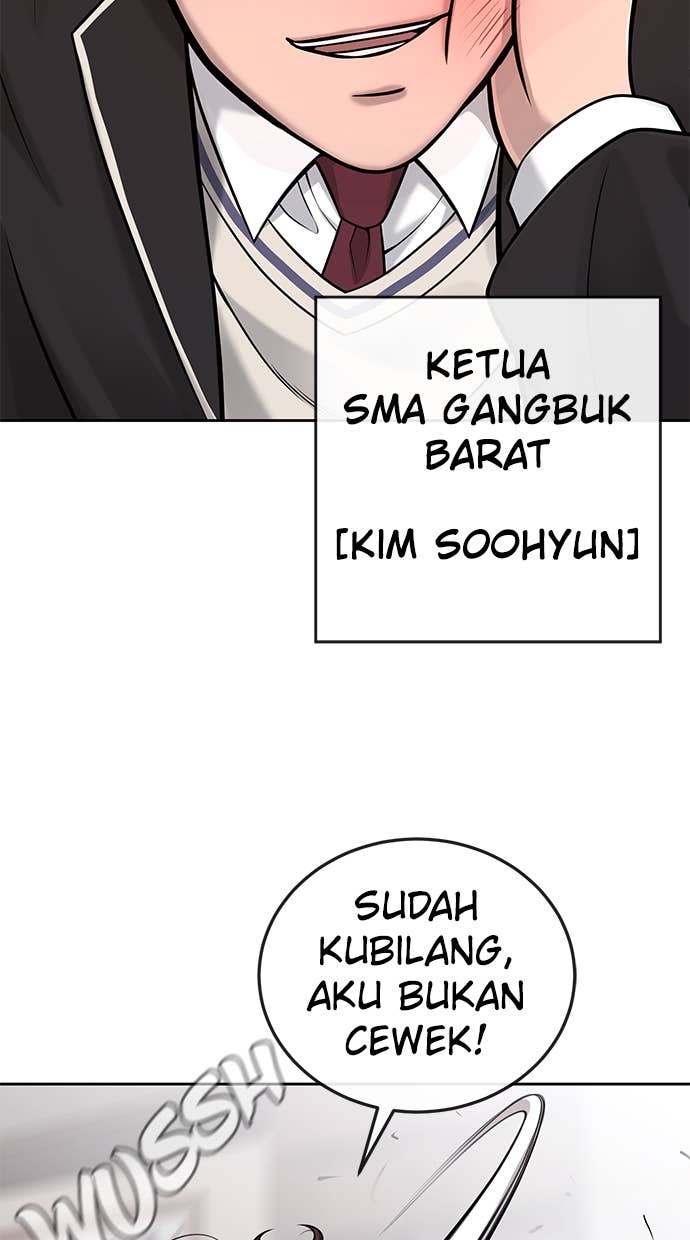 KETUA
SMA GANGBUK
BARAT
[KIM SOOHYUN]
SUDAH
KUBILANG,
AKU BUKAN
CEWEK!
WUSSH